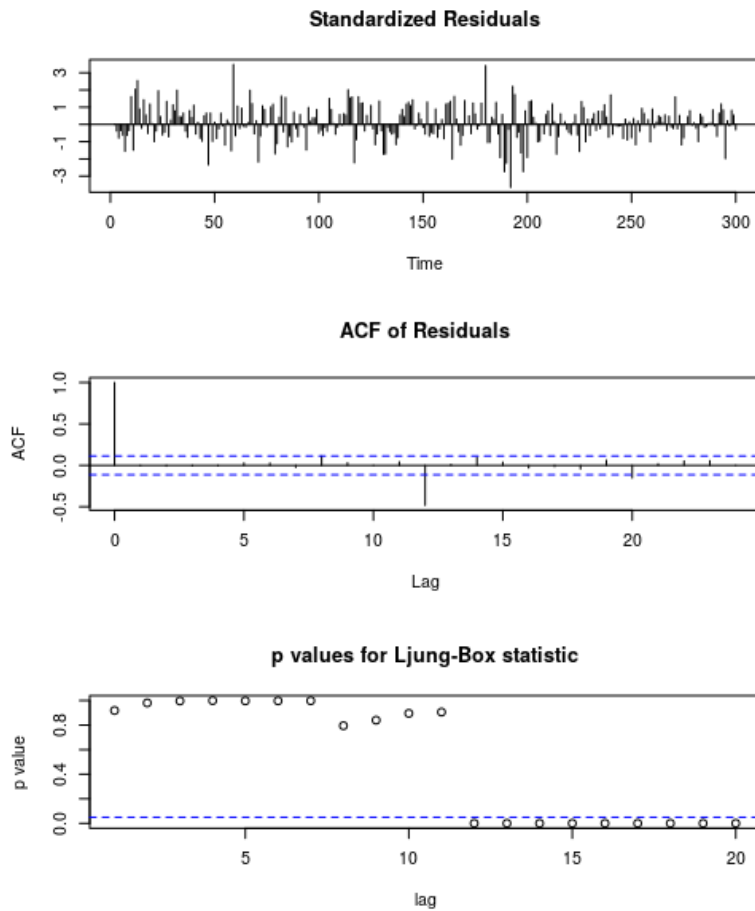 Standardized Residuals
3
1
-1
-3
0 50 100 150 200 250 300
Time
ACF of Residuals
ACF
1.0
0.5
0.0
-0.5
0 5 10 15 20
Lag
p values for Ljung-Box statistic
p value
0.8
0.4
0.0
5 10 15 20
lag